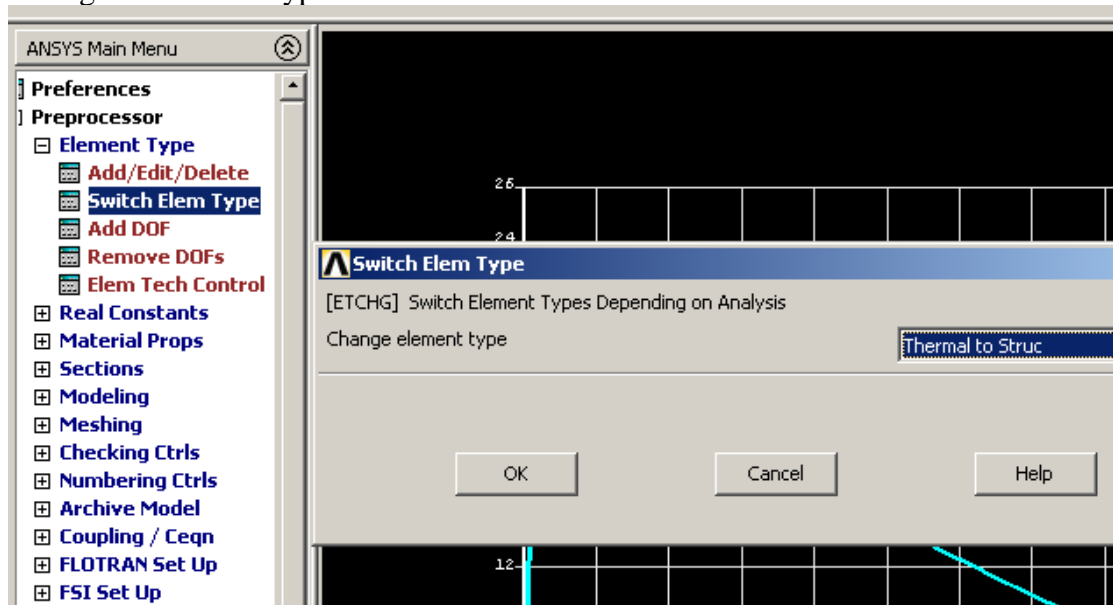 ANSYS Main Menu
Preferences
Preprocessor
Element Type
Add/Edit/Delete
Switch Elem Type
Add DOF
Remove DOFs
Elem Tech Control
Real Constants
Material Props
Sections
Modeling
Meshing
Checking Ctrls
Numbering Ctrls
Archive Model
Coupling / Ceqn
FLOTRAN Set Up
FSI Set Up
26
24
Switch Elem Type
[ETCHG] Switch Element Types Depending on Analysis
Change element type
Thermal to Struc
OK Cancel Help
12